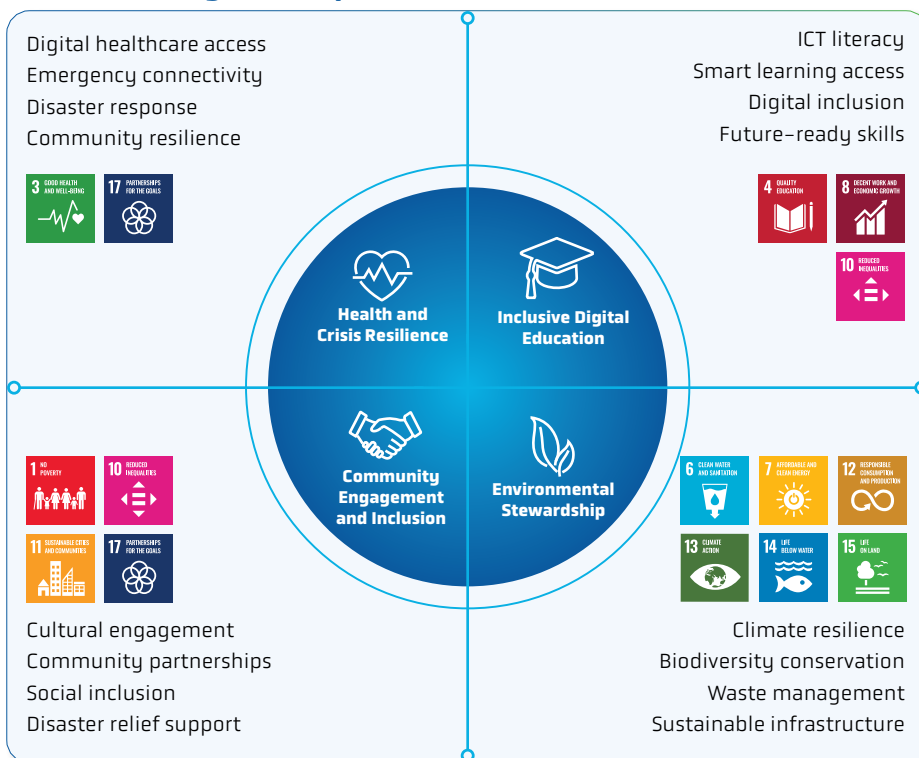 Digital healthcare access
Emergency connectivity
Disaster response
Community resilience
3 GOOD HEALTH
AND WELL-BEING
17 PARTNERSHIPS
FOR THE GOALS
ICT literacy
Smart learning access
Digital inclusion
Future-ready skills
4 QUALITY
EDUCATION
8 DECENT WORK AND
ECONOMIC GROWTH
10 REDUCED
INEQUALITIES
Health and
Crisis Resilience
Inclusive Digital
Education
Community
Engagement
and Inclusion
Environmental
Stewardship
1 NO
POVERTY
10 REDUCED
INEQUALITIES
11 SUSTAINABLE CITIES
AND COMMUNITIES
17 PARTNERSHIPS
FOR THE GOALS
Cultural engagement
Community partnerships
Social inclusion
Disaster relief support
6 CLEAN WATER
AND SANITATION
7 AFFORDABLE AND
CLEAN ENERGY
12 RESPONSIBLE
CONSUMPTION
AND PRODUCTION
13 CLIMATE
ACTION
14 LIFE
BELOW WATER
15 LIFE
ON LAND
Climate resilience
Biodiversity conservation
Waste management
Sustainable infrastructure